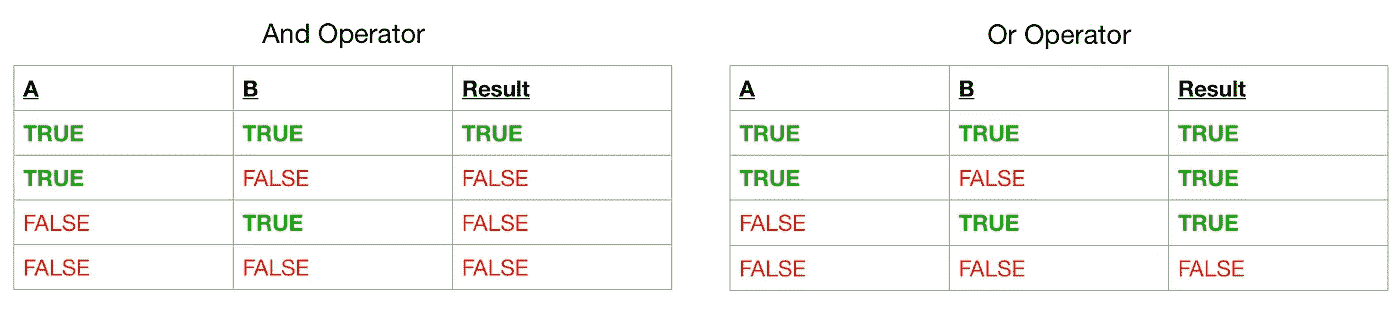 And Operator
A B Result
TRUE TRUE TRUE
TRUE FALSE FALSE
FALSE TRUE FALSE
FALSE FALSE FALSE
Or Operator
A B Result
TRUE TRUE TRUE
TRUE FALSE TRUE
FALSE TRUE TRUE
FALSE FALSE FALSE